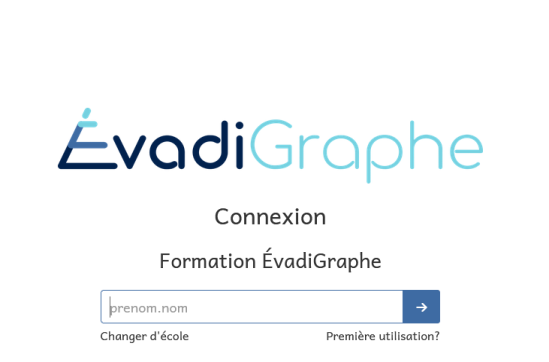 ÉvadiGraphe
Connexion
Formation ÉvadiGraphe
prenom.nom
Changer d'école Première utilisation?